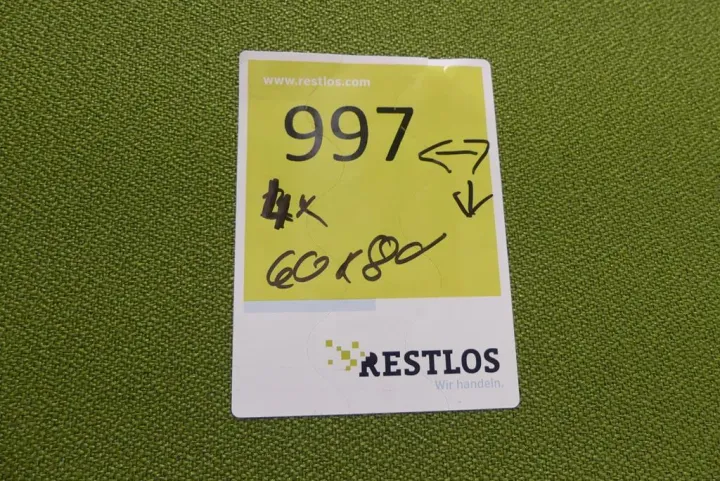 www.restlos.com
997
4x
60x80
RESTLOS
Wir handeln.